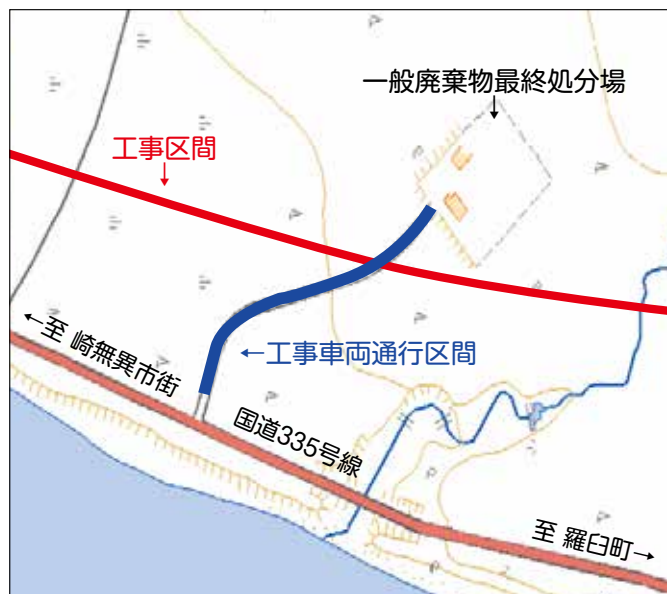 一般廃棄物最終処分場
↓
工事区間
↓
←工事車両通行区間
←至 崎無異市街
国道335号線
至 羅臼町→